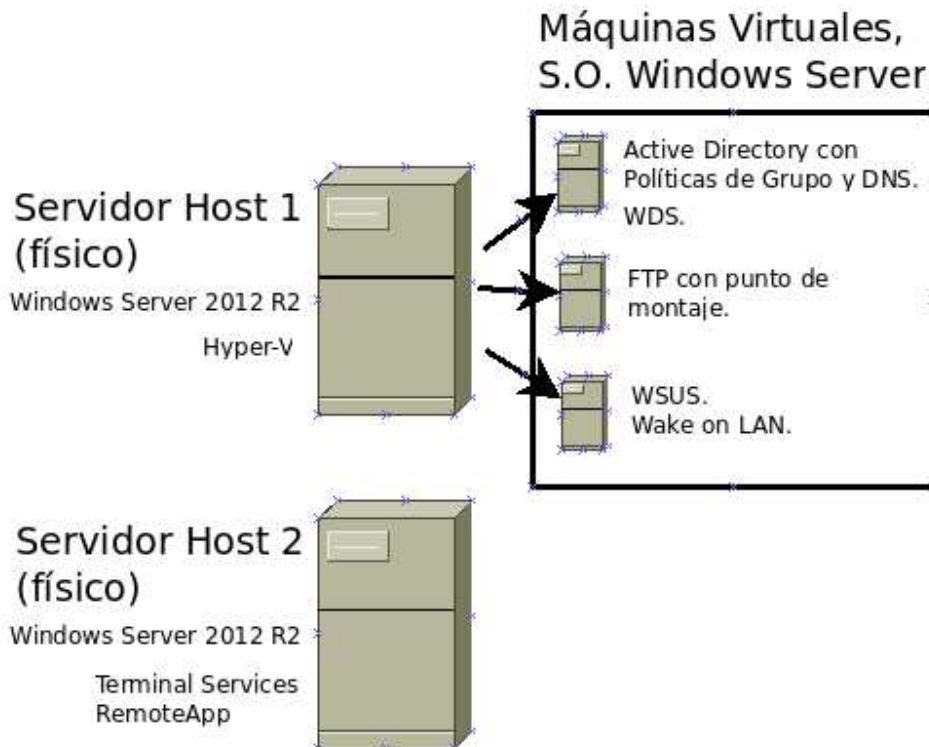 Máquinas Virtuales,
S.O. Windows Server
Active Directory con
Políticas de Grupo y DNS.
WDS.
FTP con punto de
montaje.
WSUS.
Wake on LAN.
Servidor Host 1
(físico)
Windows Server 2012 R2
Hyper-V
Servidor Host 2
(físico)
Windows Server 2012 R2
Terminal Services
RemoteApp